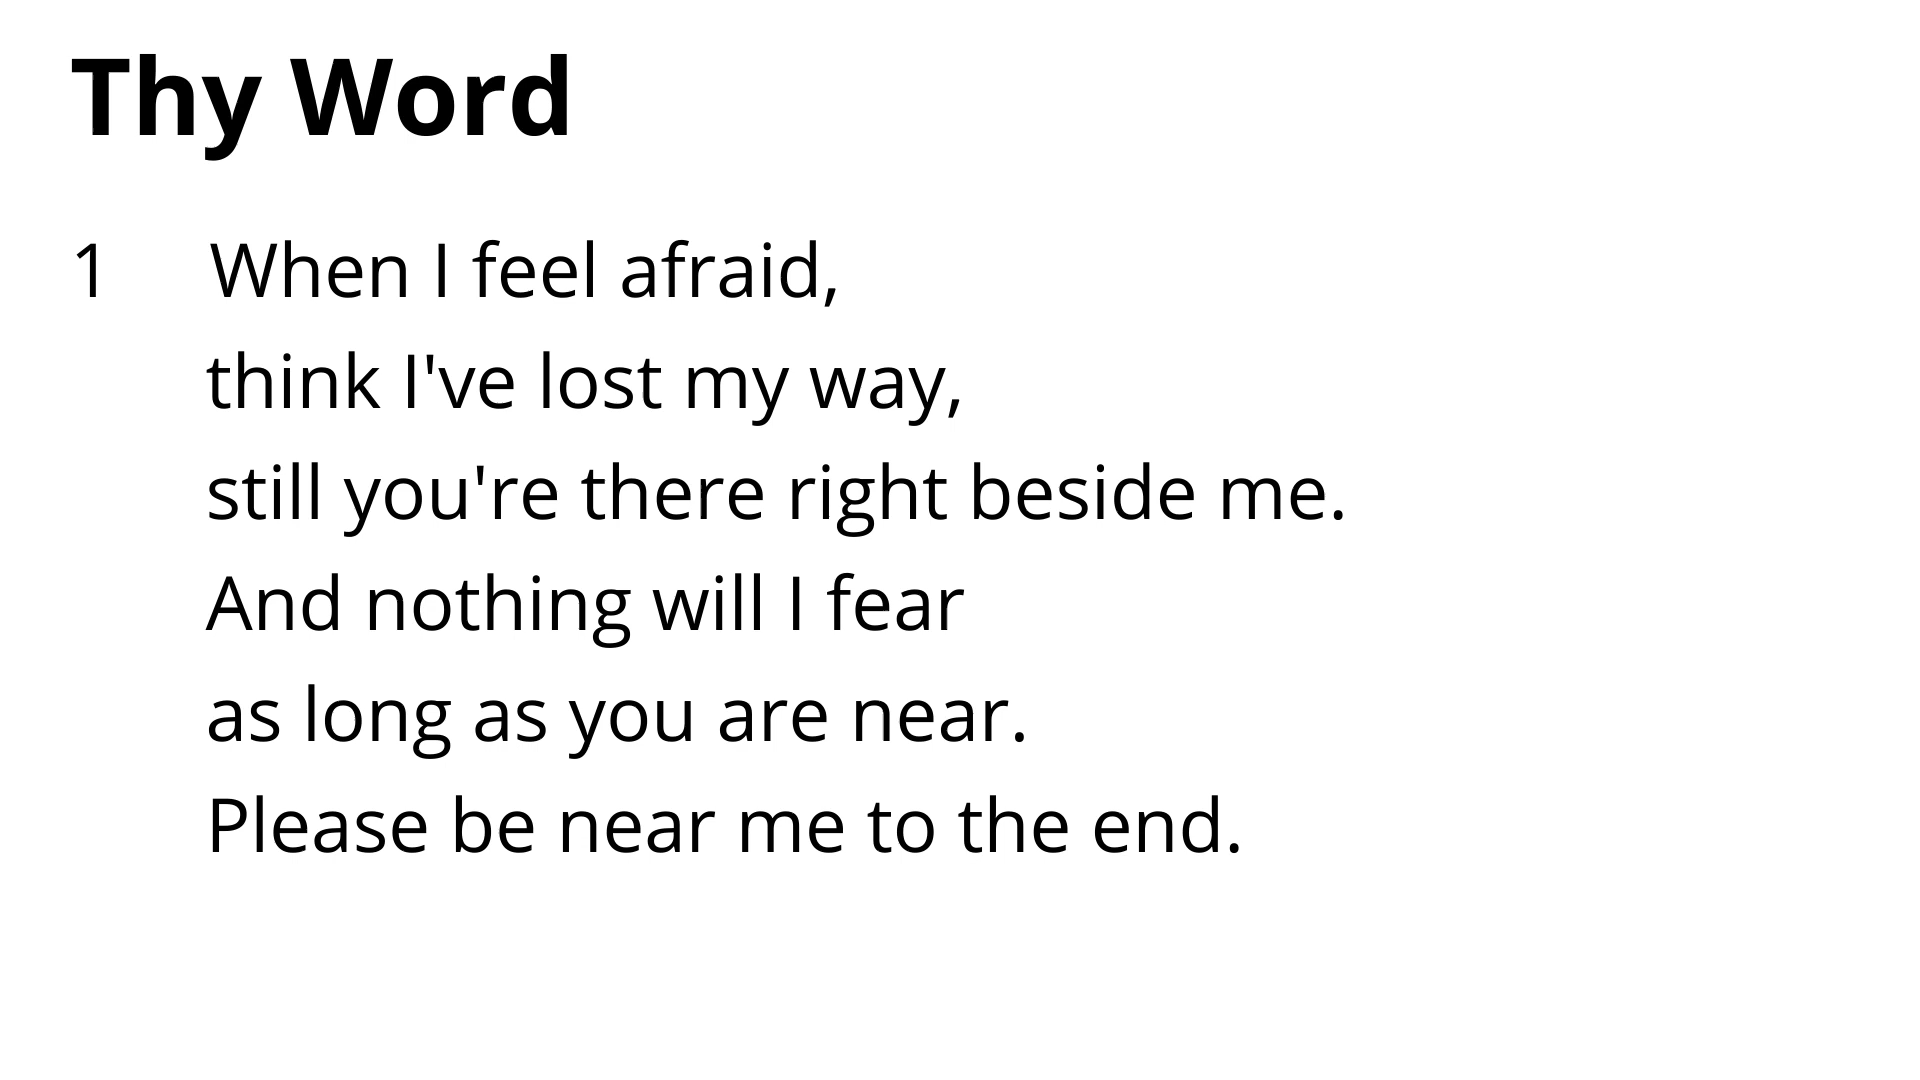 Thy Word
1 When I feel afraid,
think I've lost my way,
still you're there right beside me.
And nothing will I fear
as long as you are near.
Please be near me to the end.